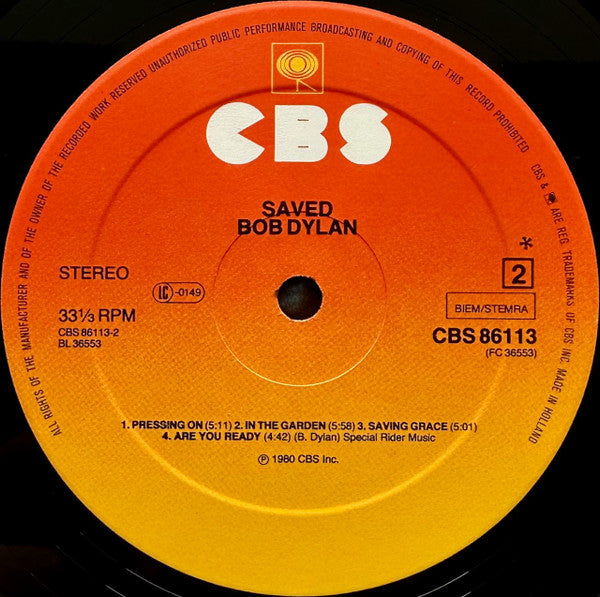 ALL RIGHTS OF THE MANUFACTURER AND OF THE OWNER OF THE RECORDED WORK RESERVED UNAUTHORIZED PUBLIC PERFORMANCE BROADCASTING AND COPYING OF THIS RECORD PROHIBITED
CBS & ARE REG. TRADEMARKS OF CBS INC. MADE IN HOLLAND
CBS
SAVED
BOB DYLAN
STEREO
LC -0149
*
2
BIEM/STEMRA
33⅓ RPM
CBS 86113-2
BL 36553
CBS 86113
(FC 36553)
1. PRESSING ON (5:11) 2. IN THE GARDEN (5:58) 3. SAVING GRACE (5:01)
4. ARE YOU READY (4:42) (B. Dylan) Special Rider Music
℗ 1980 CBS Inc.